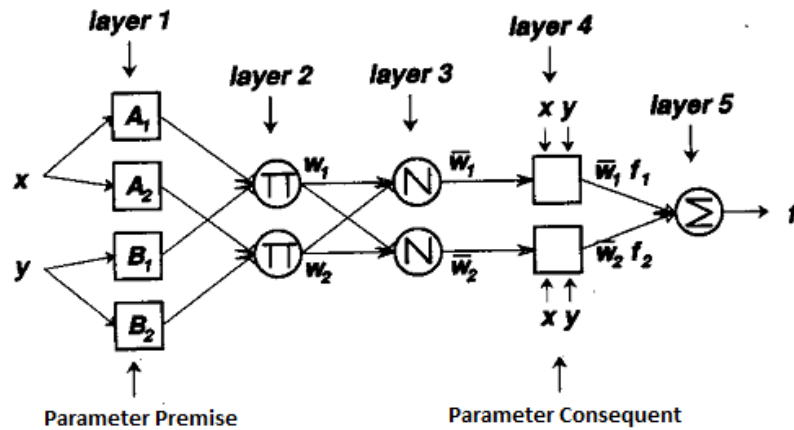 layer 1
layer 2
layer 3
layer 4
layer 5
x y
A₁
A₂
B₁
B₂
x
y
Π
Π
w₁
w₂
N
N
w̅₁
w̅₂
w̅₁ f₁
w̅₂ f₂
Σ
f
x y
Parameter Premise
Parameter Consequent